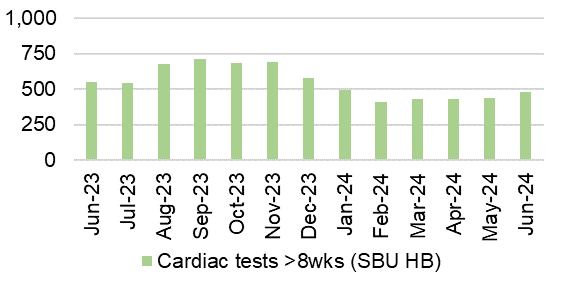 1,000
750
500
250
0
Jun-23 Jul-23 Aug-23 Sep-23 Oct-23 Nov-23 Dec-23 Jan-24 Feb-24 Mar-24 Apr-24 May-24 Jun-24
Cardiac tests >8wks (SBU HB)